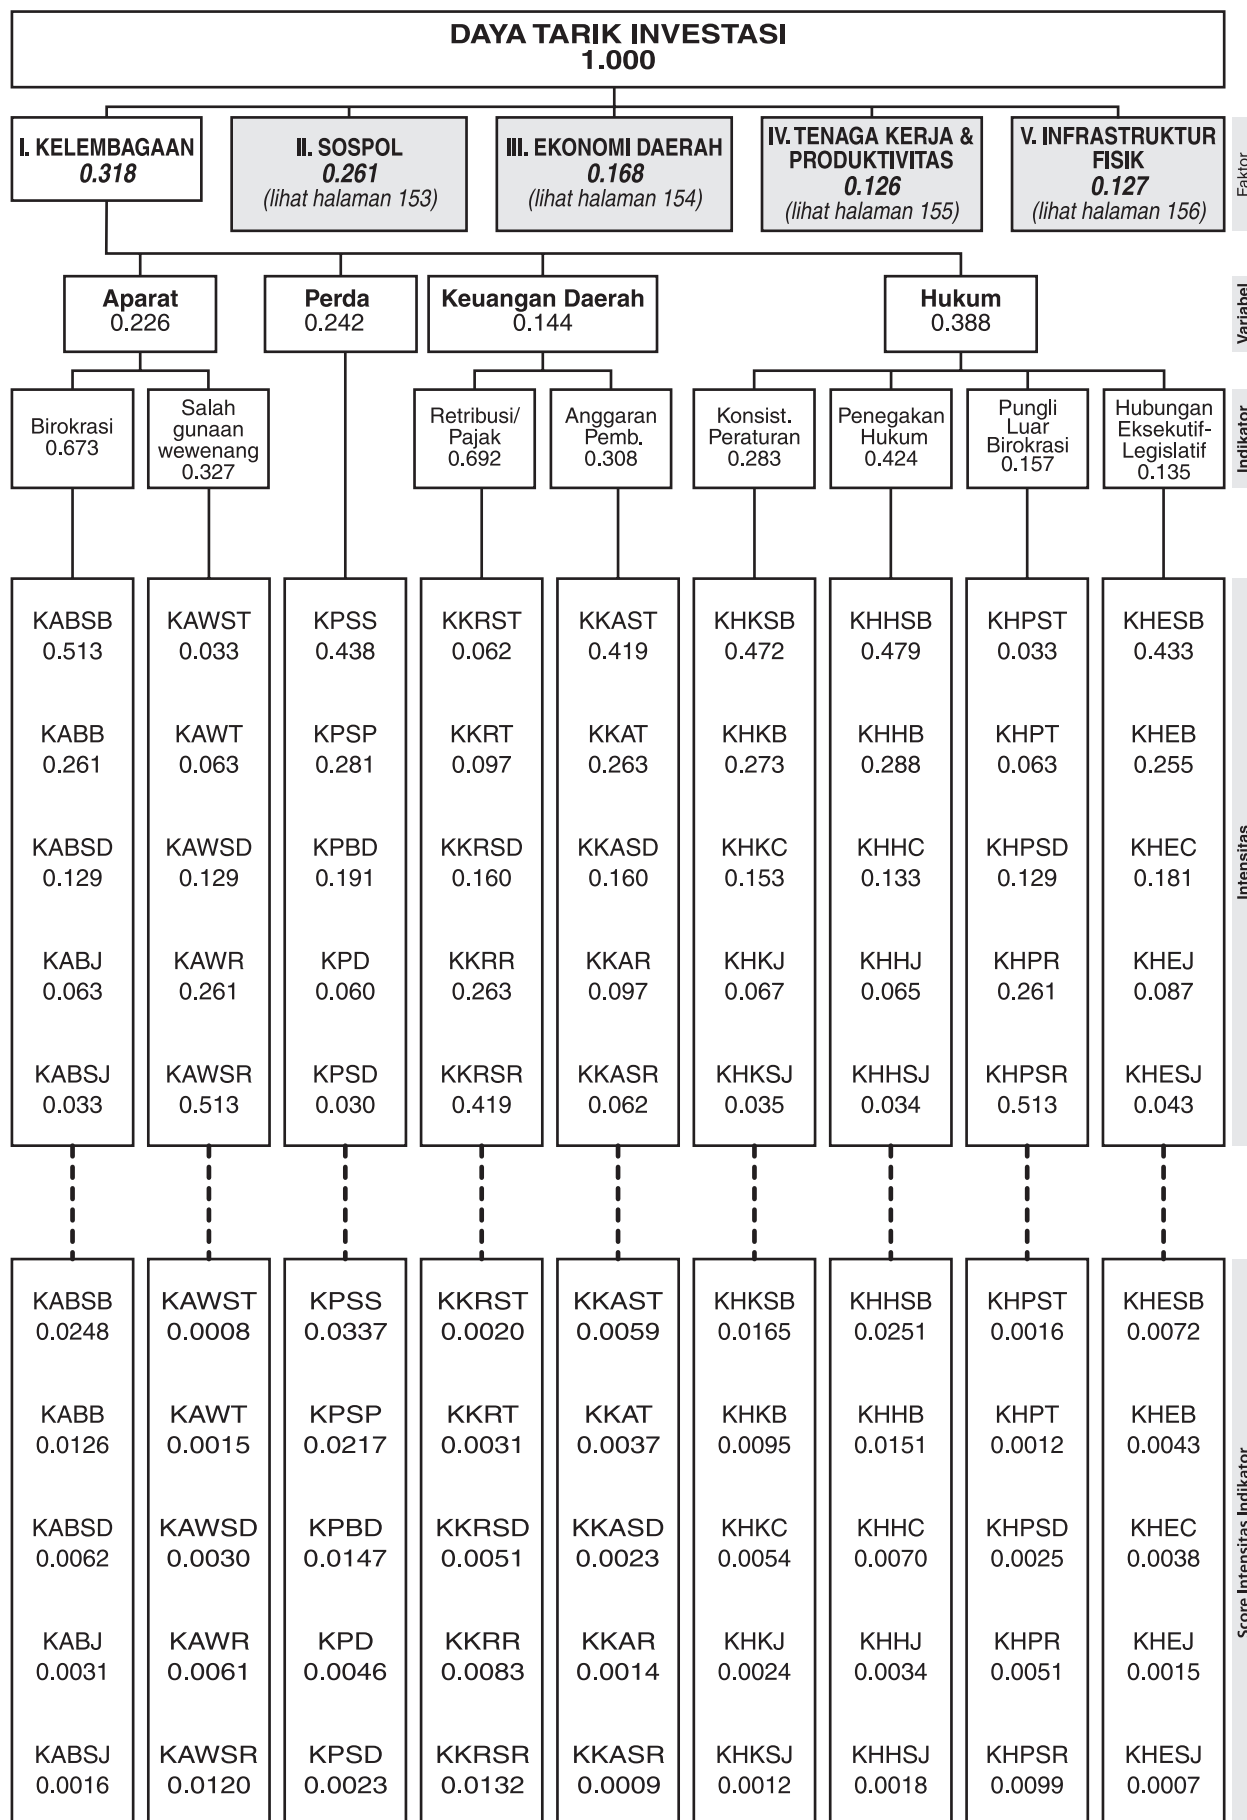 DAYA TARIK INVESTASI
1.000
I. KELEMBAGAAN
0.318
II. SOSPOL
0.261
(lihat halaman 153)
III. EKONOMI DAERAH
0.168
(lihat halaman 154)
IV. TENAGA KERJA &
PRODUKTIVITAS
0.126
(lihat halaman 155)
V. INFRASTRUKTUR
FISIK
0.127
(lihat halaman 156)
Faktor
Aparat
0.226
Perda
0.242
Keuangan Daerah
0.144
Hukum
0.388
Variabel
Birokrasi
0.673
Salah
gunaan
wewenang
0.327
Retribusi/
Pajak
0.692
Anggaran
Pemb.
0.308
Konsist.
Peraturan
0.283
Penegakan
Hukum
0.424
Pungli
Luar
Birokrasi
0.157
Hubungan
Eksekutif-
Legislatif
0.135
Indikator
KABSB KAWST KPSS KKRST KKAST KHKSB KHHSB KHPST KHESB
0.513 0.033 0.438 0.062 0.419 0.472 0.479 0.033 0.433
KABB KAWT KPSP KKRT KKAT KHKB KHHB KHPT KHEB
0.261 0.063 0.281 0.097 0.263 0.273 0.288 0.063 0.255
KABSD KAWSD KPBD KKRSD KKASD KHKC KHHC KHPSD KHEC
0.129 0.129 0.191 0.160 0.160 0.153 0.133 0.129 0.181
KABJ KAWR KPD KKRR KKAR KHKJ KHHJ KHPR KHEJ
0.063 0.261 0.060 0.263 0.097 0.067 0.065 0.261 0.087
KABSJ KAWSR KPSD KKRSR KKASR KHKSJ KHHSJ KHPSR KHESJ
0.033 0.513 0.030 0.419 0.062 0.035 0.034 0.513 0.043
Intensitas
KABSB KAWST KPSS KKRST KKAST KHKSB KHHSB KHPST KHESB
0.0248 0.0008 0.0337 0.0020 0.0059 0.0165 0.0251 0.0016 0.0072
KABB KAWT KPSP KKRT KKAT KHKB KHHB KHPT KHEB
0.0126 0.0015 0.0217 0.0031 0.0037 0.0095 0.0151 0.0012 0.0043
KABSD KAWSD KPBD KKRSD KKASD KHKC KHHC KHPSD KHEC
0.0062 0.0030 0.0147 0.0051 0.0023 0.0054 0.0070 0.0025 0.0038
KABJ KAWR KPD KKRR KKAR KHKJ KHHJ KHPR KHEJ
0.0031 0.0061 0.0046 0.0083 0.0014 0.0024 0.0034 0.0051 0.0015
KABSJ KAWSR KPSD KKRSR KKASR KHKSJ KHHSJ KHPSR KHESJ
0.0016 0.0120 0.0023 0.0132 0.0009 0.0012 0.0018 0.0099 0.0007
Score Intensitas Indikator